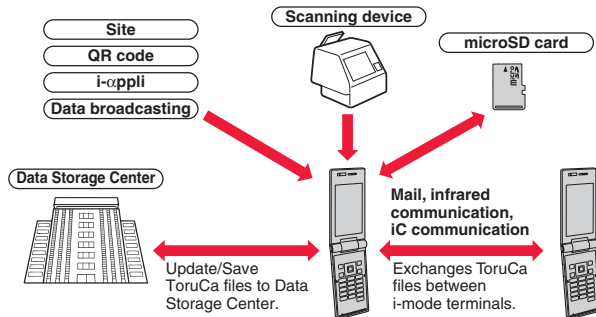 Site
QR code
i-αppli
Data broadcasting
Scanning device
microSD card
micro
Data Storage Center
Update/Save
ToruCa files to Data
Storage Center.
Mail, infrared
communication,
iC communication
Exchanges ToruCa
files between
i-mode terminals.